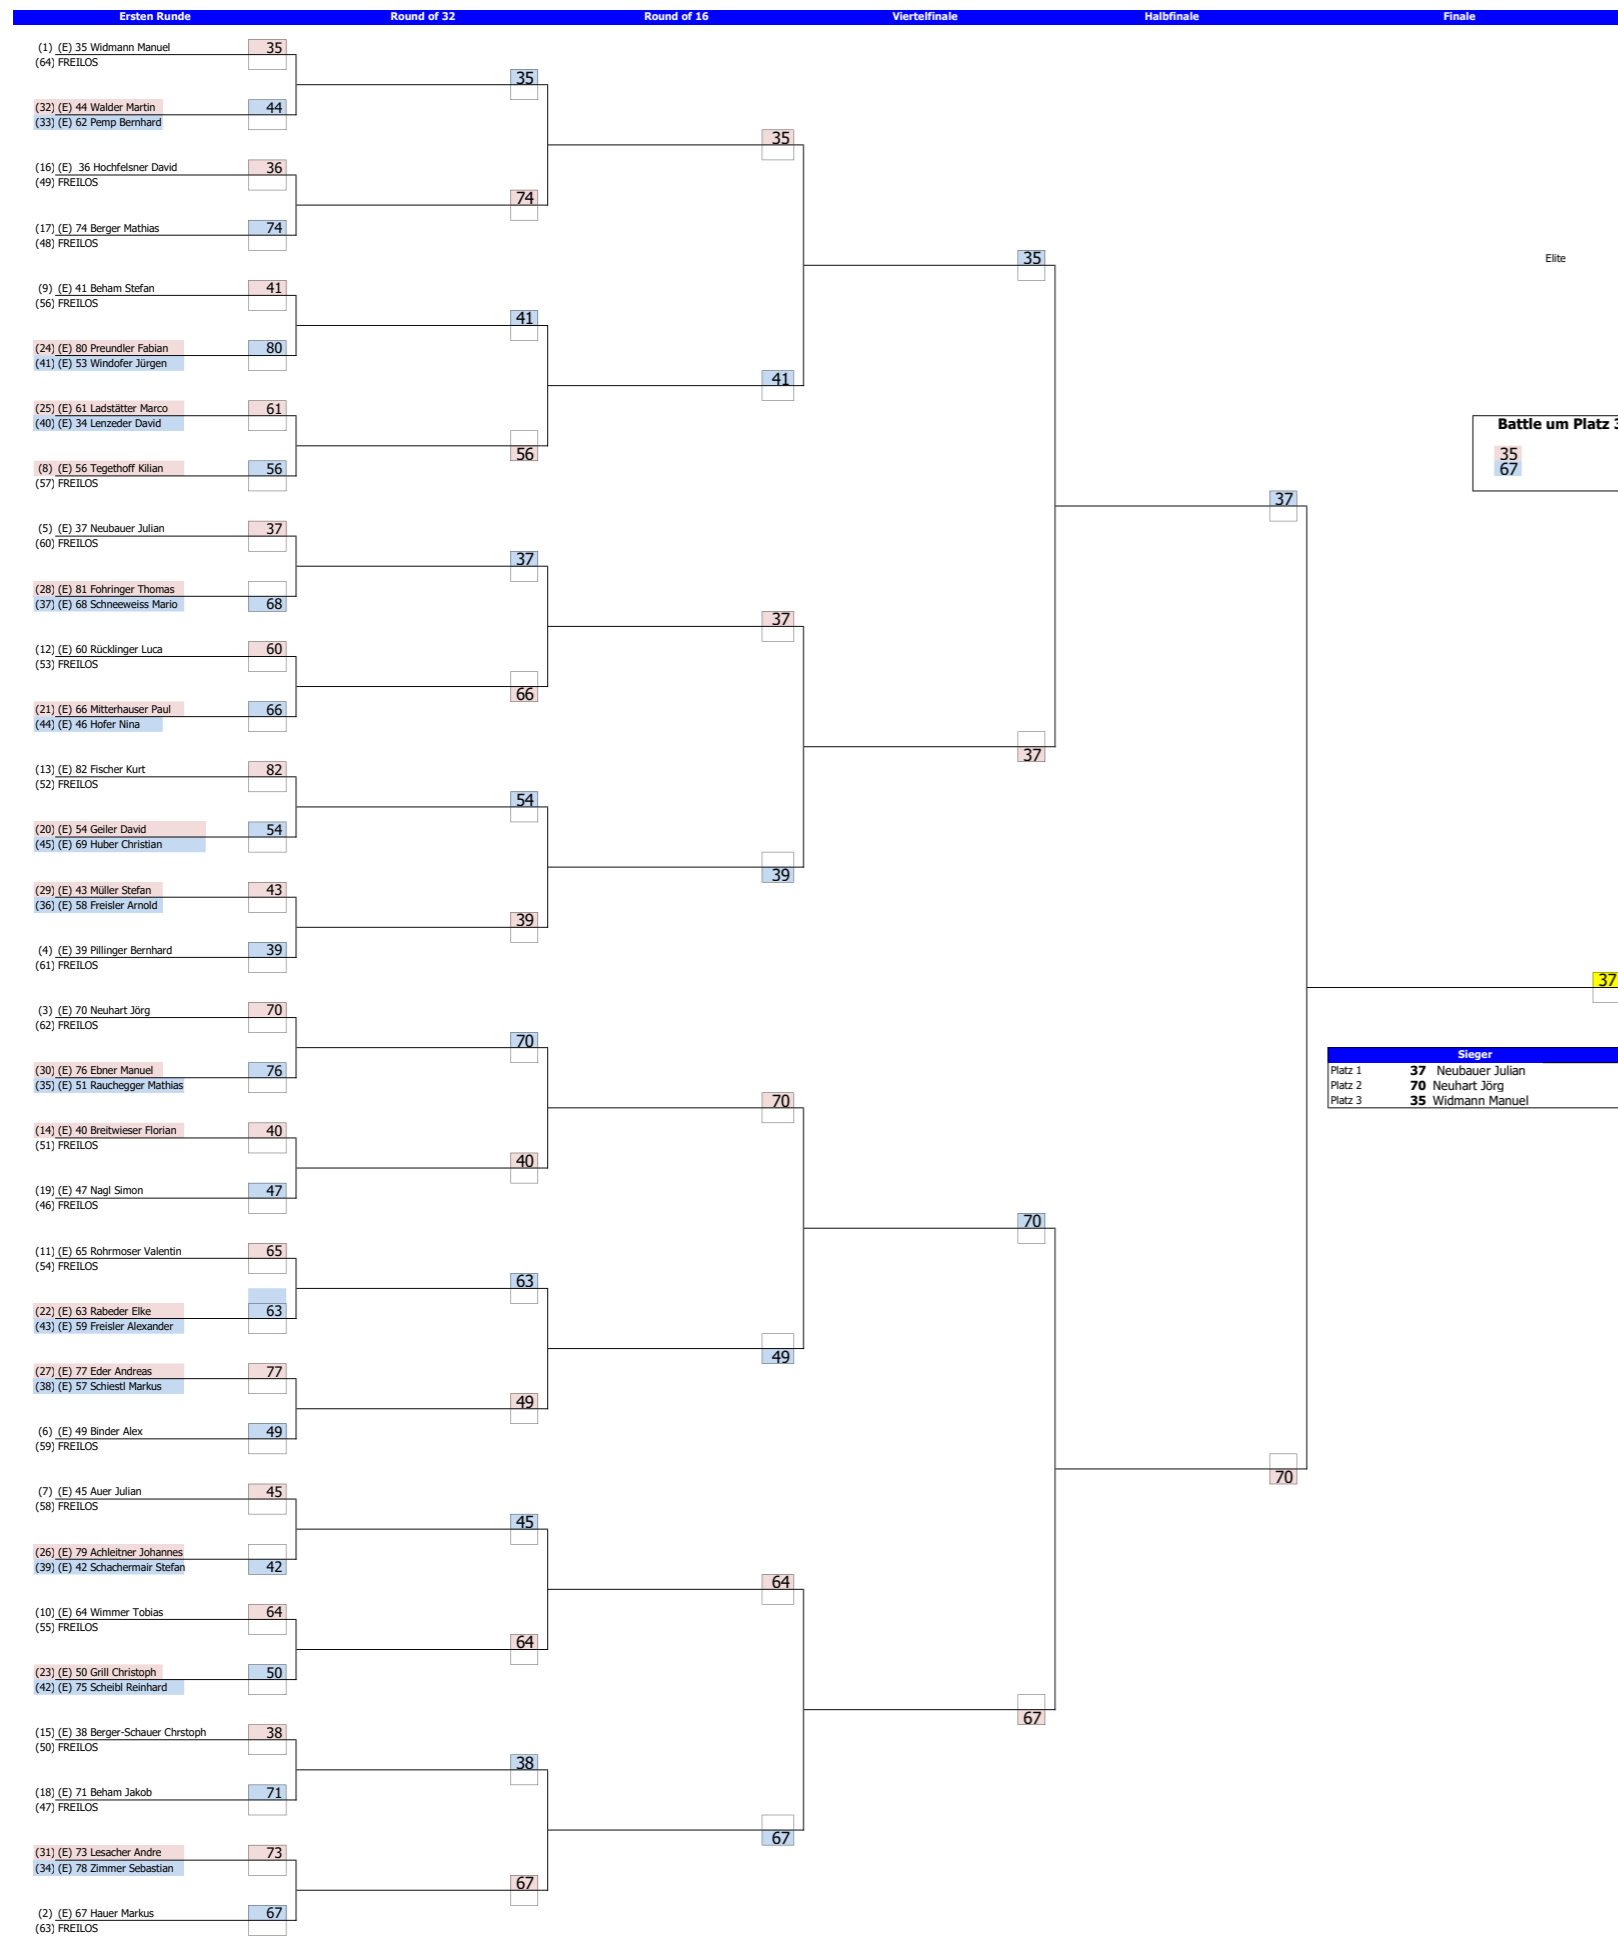 Ersten Runde Round of 32 Round of 16 Viertelfinale Halbfinale Finale
(1) (E) 35 Widmann Manuel 35
(64) FREILOS
35
(32) (E) 44 Walder Martin 44
(33) (E) 62 Pemp Bernhard
35
(16) (E) 36 Hochfelsner David 36
(49) FREILOS
74
(17) (E) 74 Berger Mathias 74
(48) FREILOS
35 Elite
(9) (E) 41 Beham Stefan 41
(56) FREILOS
41
(24) (E) 80 Preundler Fabian 80
(41) (E) 53 Windofer Jürgen
41
(25) (E) 61 Ladstätter Marco 61
(40) (E) 34 Lenzeder David Battle um Platz 3
56 35
(8) (E) 56 Tegethoff Kilian 56 67
(57) FREILOS
37
(5) (E) 37 Neubauer Julian 37
(60) FREILOS
37
(28) (E) 81 Fohringer Thomas
(37) (E) 68 Schneeweiss Mario 68
37
(12) (E) 60 Rücklinger Luca 60
(53) FREILOS
66
(21) (E) 66 Mitterhauser Paul 66
(44) (E) 46 Hofer Nina
37
(13) (E) 82 Fischer Kurt 82
(52) FREILOS
54
(20) (E) 54 Geiler David 54
(45) (E) 69 Huber Christian
39
(29) (E) 43 Müller Stefan 43
(36) (E) 58 Freisler Arnold
39
(4) (E) 39 Pillinger Bernhard 39
(61) FREILOS
37
(3) (E) 70 Neuhart Jörg 70
(62) FREILOS
70
Sieger
(30) (E) 76 Ebner Manuel 76 Platz 1 37 Neubauer Julian
(35) (E) 51 Rauchegger Mathias Platz 2 70 Neuhart Jörg
70 Platz 3 35 Widmann Manuel
(14) (E) 40 Breitwieser Florian 40
(51) FREILOS
40
(19) (E) 47 Nagl Simon 47
(46) FREILOS
70
(11) (E) 65 Rohrmoser Valentin 65
(54) FREILOS
63
(22) (E) 63 Rabeder Elke 63
(43) (E) 59 Freisler Alexander
49
(27) (E) 77 Eder Andreas 77
(38) (E) 57 Schiestl Markus
49
(6) (E) 49 Binder Alex 49
(59) FREILOS
70
(7) (E) 45 Auer Julian 45
(58) FREILOS
45
(26) (E) 79 Achleitner Johannes
(39) (E) 42 Schachermair Stefan 42
64
(10) (E) 64 Wimmer Tobias 64
(55) FREILOS
64
(23) (E) 50 Grill Christoph 50
(42) (E) 75 Scheibl Reinhard
67
(15) (E) 38 Berger-Schauer Chrstoph 38
(50) FREILOS
38
(18) (E) 71 Beham Jakob 71
(47) FREILOS
67
(31) (E) 73 Lesacher Andre 73
(34) (E) 78 Zimmer Sebastian
67
(2) (E) 67 Hauer Markus 67
(63) FREILOS